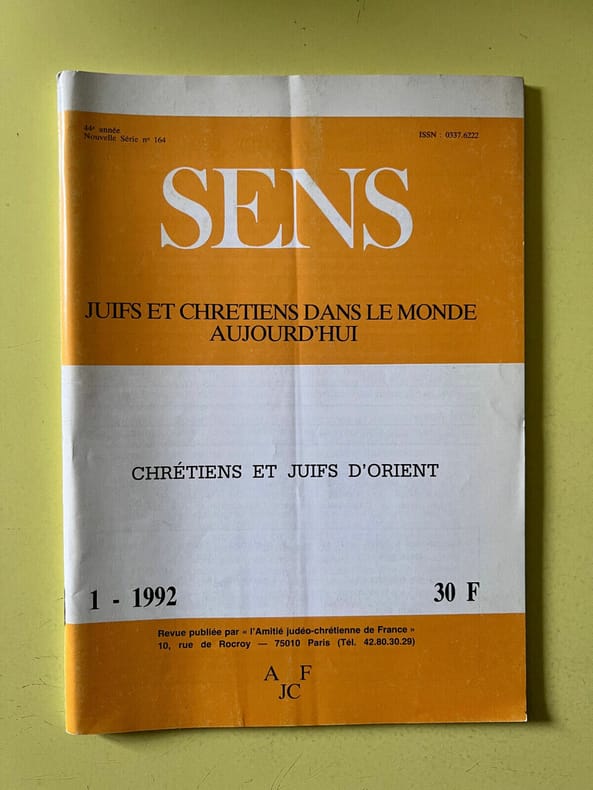 44e année
Nouvelle Série n° 164
ISSN : 0337.6222
SENS
JUIFS ET CHRETIENS DANS LE MONDE
AUJOURD'HUI
CHRÉTIENS ET JUIFS D'ORIENT
1 - 1992
30 F
Revue publiée par « l'Amitié judéo-chrétienne de France »
10, rue de Rocroy — 75010 Paris (Tél. 42.80.30.29)
A F
JC